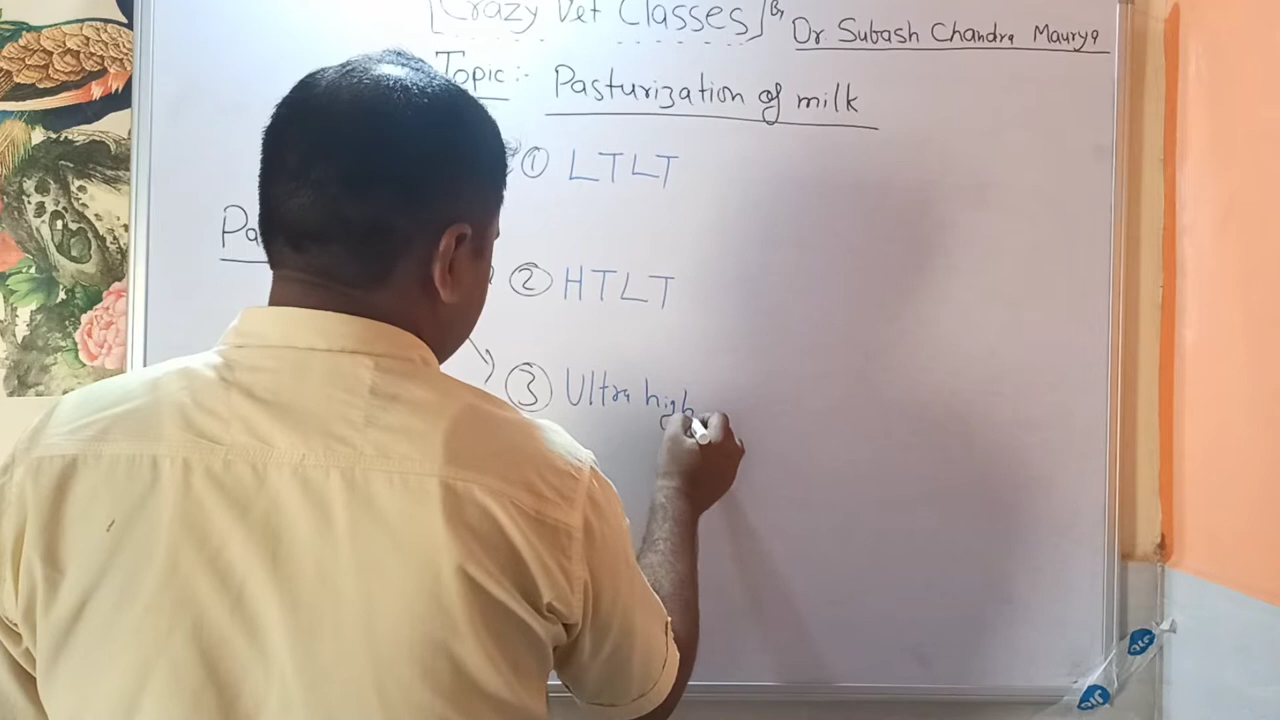 [Crazy Vet Classes] By Dr. Subash Chandra Maurya
Topic :- Pasturization of milk
① LTLT
Pa
② HTLT
③ Ultra high